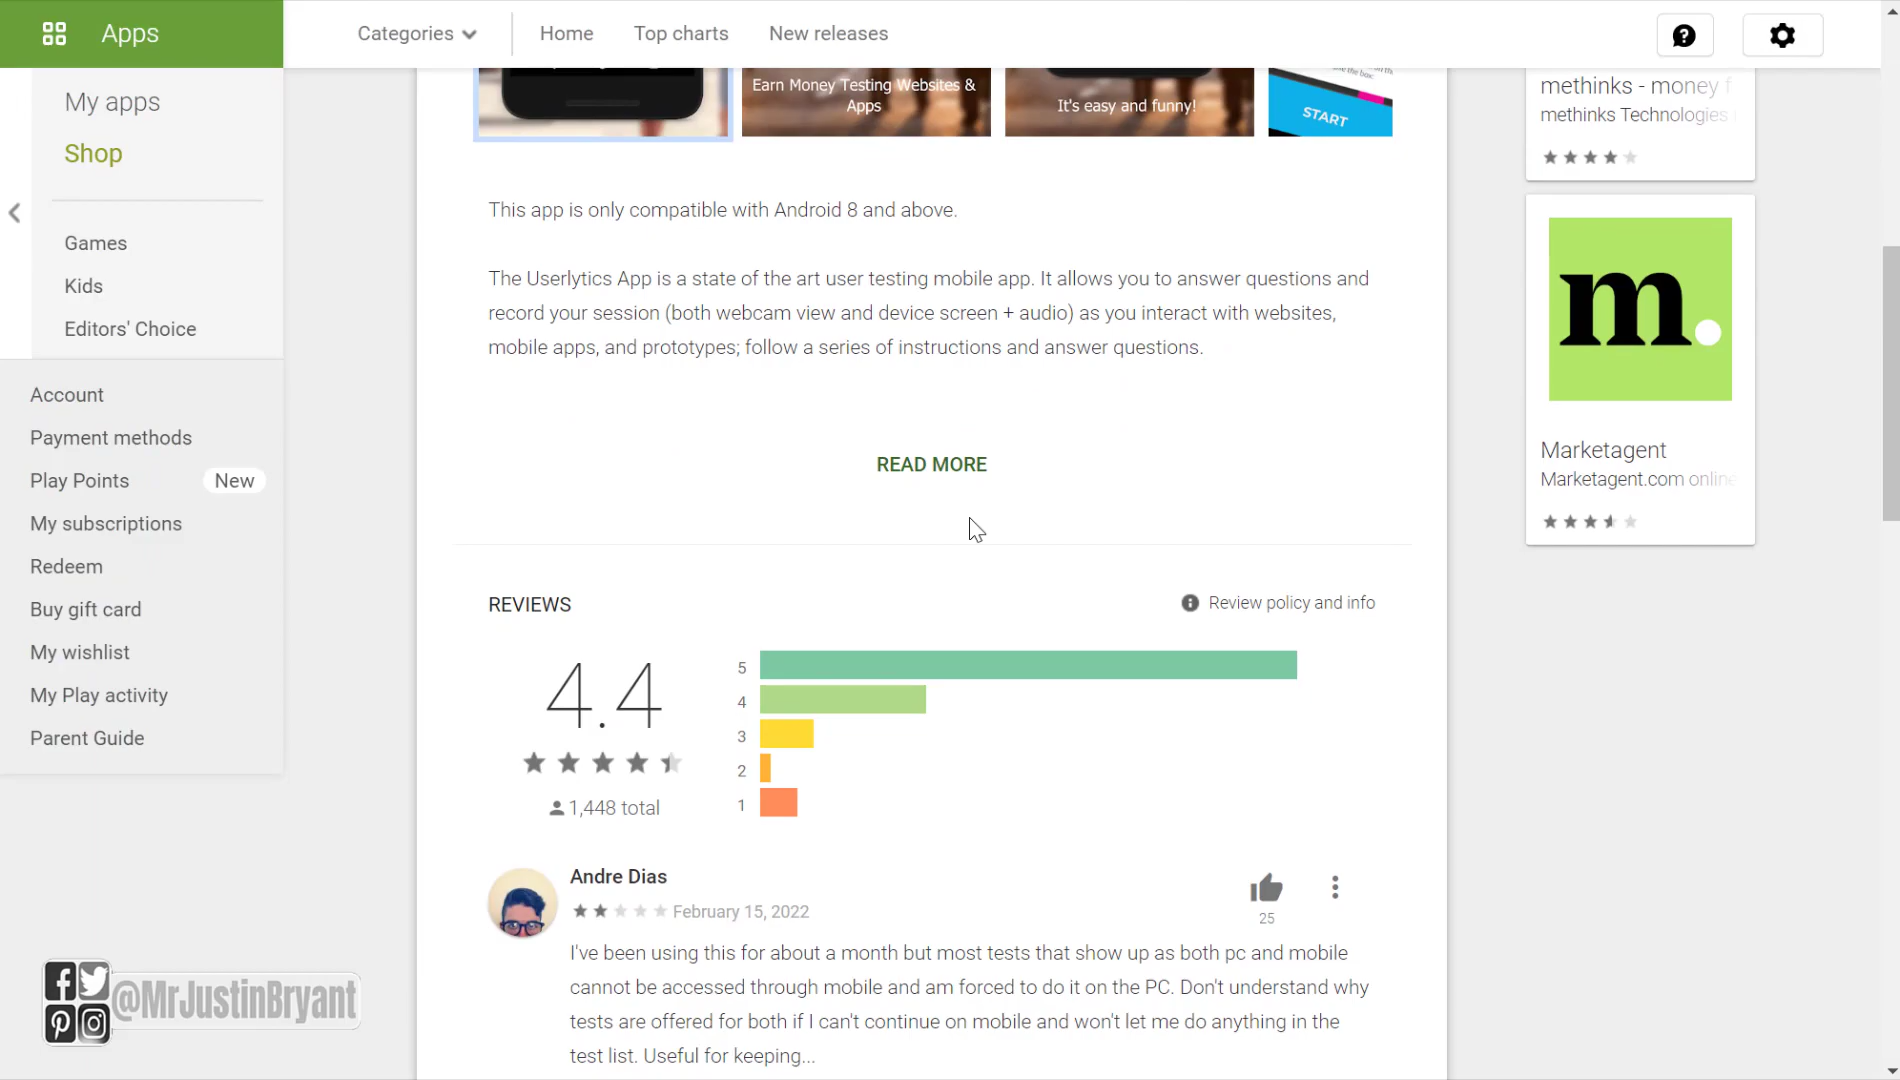 Apps
Categories
Home
Top charts
New releases
My apps
Shop
Games
Kids
Editors' Choice
Account
Payment methods
Play Points New
My subscriptions
Redeem
Buy gift card
My wishlist
My Play activity
Parent Guide
Earn Money Testing Websites &
Apps
It's easy and funny!
the box:
START
This app is only compatible with Android 8 and above.
The Userlytics App is a state of the art user testing mobile app. It allows you to answer questions and
record your session (both webcam view and device screen + audio) as you interact with websites,
mobile apps, and prototypes; follow a series of instructions and answer questions.
READ MORE
REVIEWS
Review policy and info
4.4
1,448 total
5
4
3
2
1
Andre Dias
February 15, 2022
25
I've been using this for about a month but most tests that show up as both pc and mobile
cannot be accessed through mobile and am forced to do it on the PC. Don't understand why
tests are offered for both if I can't continue on mobile and won't let me do anything in the
test list. Useful for keeping...
methinks - money f
methinks Technologies
m.
Marketagent
Marketagent.com online
@MrJustinBryant